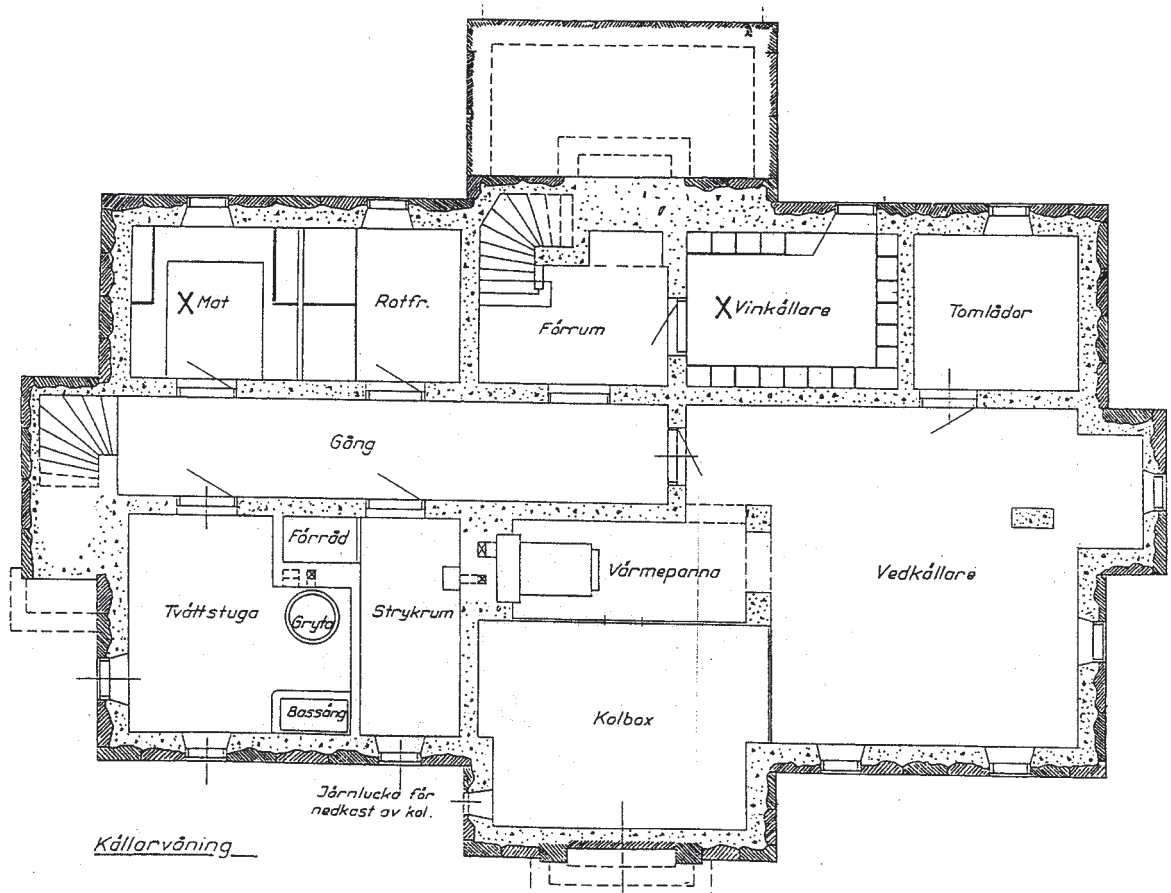 X Mat
Rotfr.
Förrum
X Vinkällare
Tomlådor
Gång
Förråd
Värmepanna
Vedkällare
Tvättstuga
Gryta
Strykrum
Bassäng
Kolbox
Järnlucka för
nedkast av kol.
Källarvåning